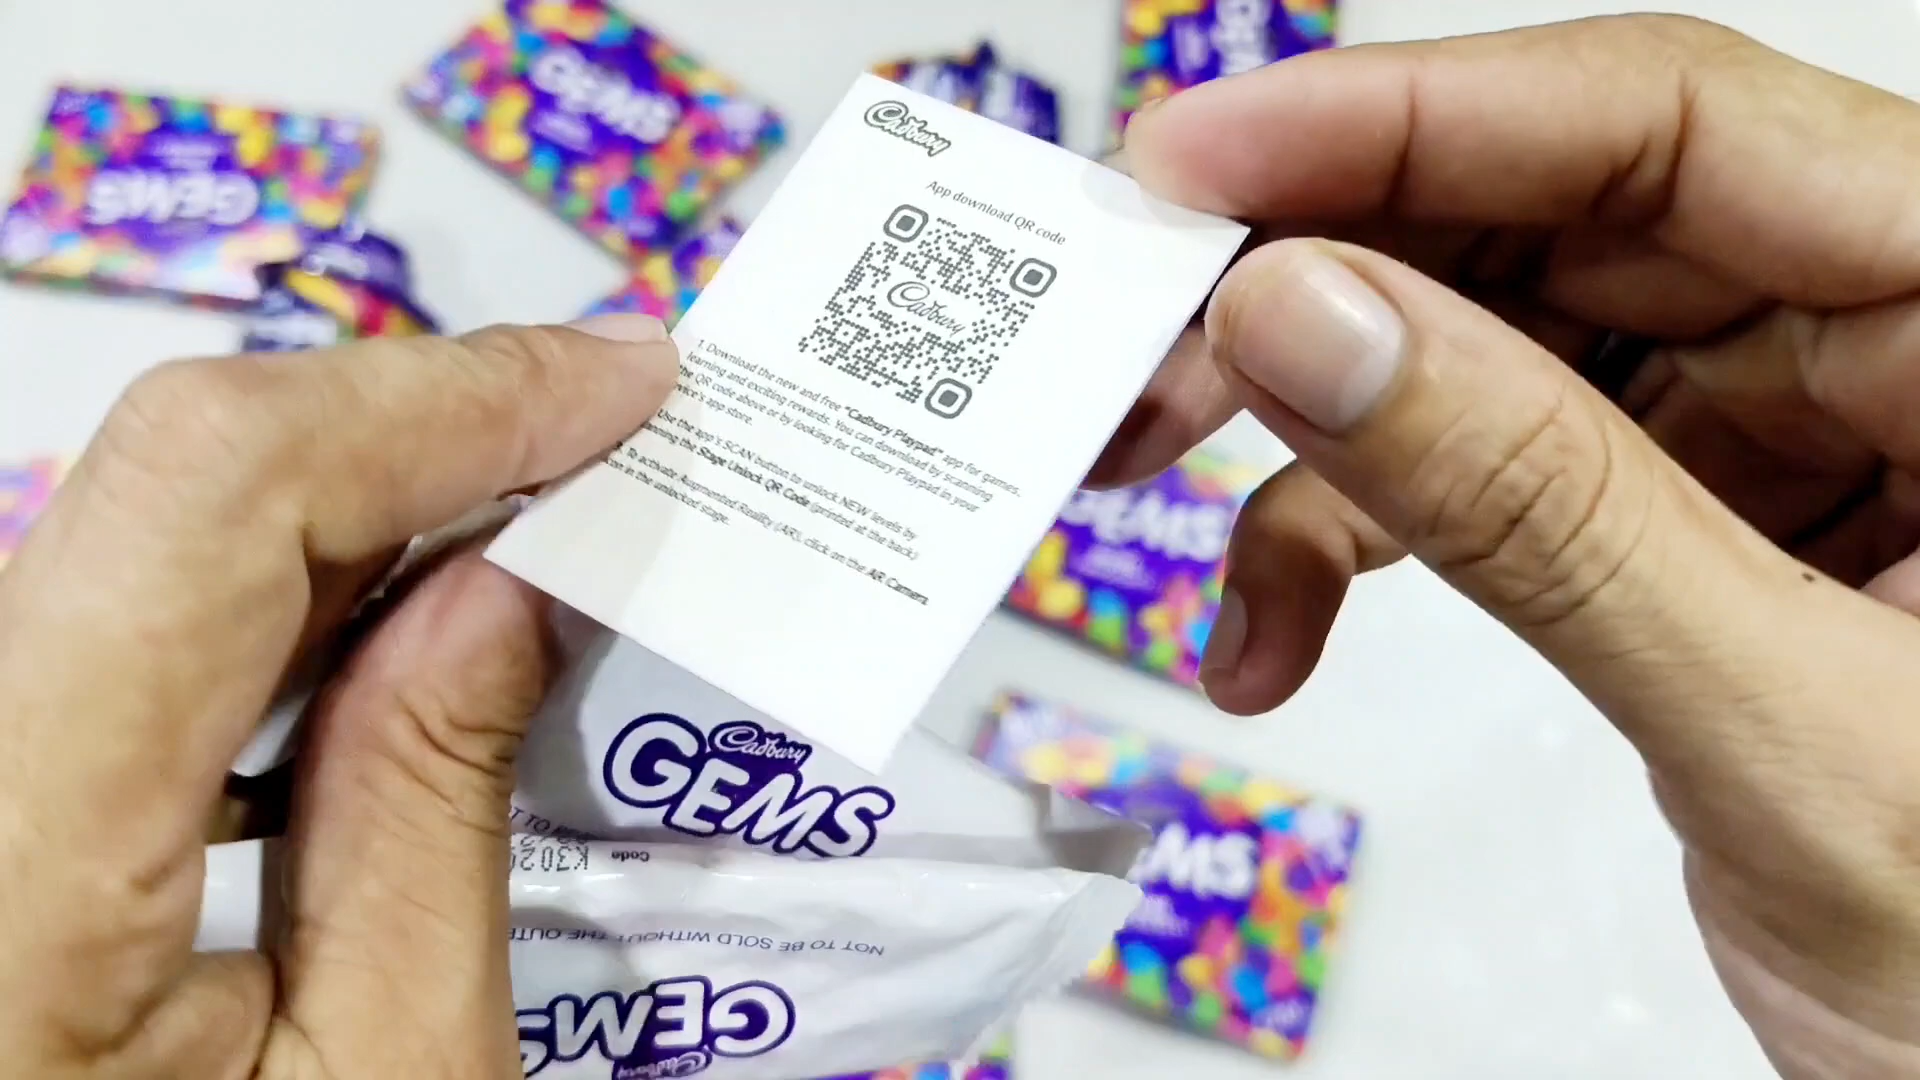 Cadbury
App download QR code
Cadbury
1. Download the new and free "Cadbury Playpad" app for games,
learning and exciting rewards. You can download by scanning
the QR code above or by looking for Cadbury Playpad in your
app store.
Use the app's SCAN button to unlock NEW levels by
scanning the Stage Unlock QR Code (printed at the back)
To activate Augmented Reality (AR), click on the AR Camera
icon in the unlocked stage.
Cadbury
GEMS
Code
NOT TO BE SOLD WITHOUT THE OUTE
GEMS
Cadbury
GEMS
GEMS
GEMS